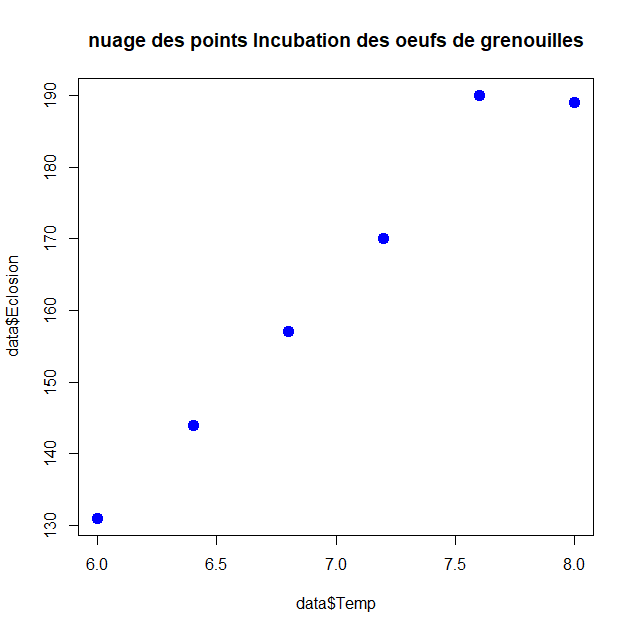 nuage des points Incubation des oeufs de grenouilles
190
180
170
160
150
140
130
data$Eclosion
6.0 6.5 7.0 7.5 8.0
data$Temp